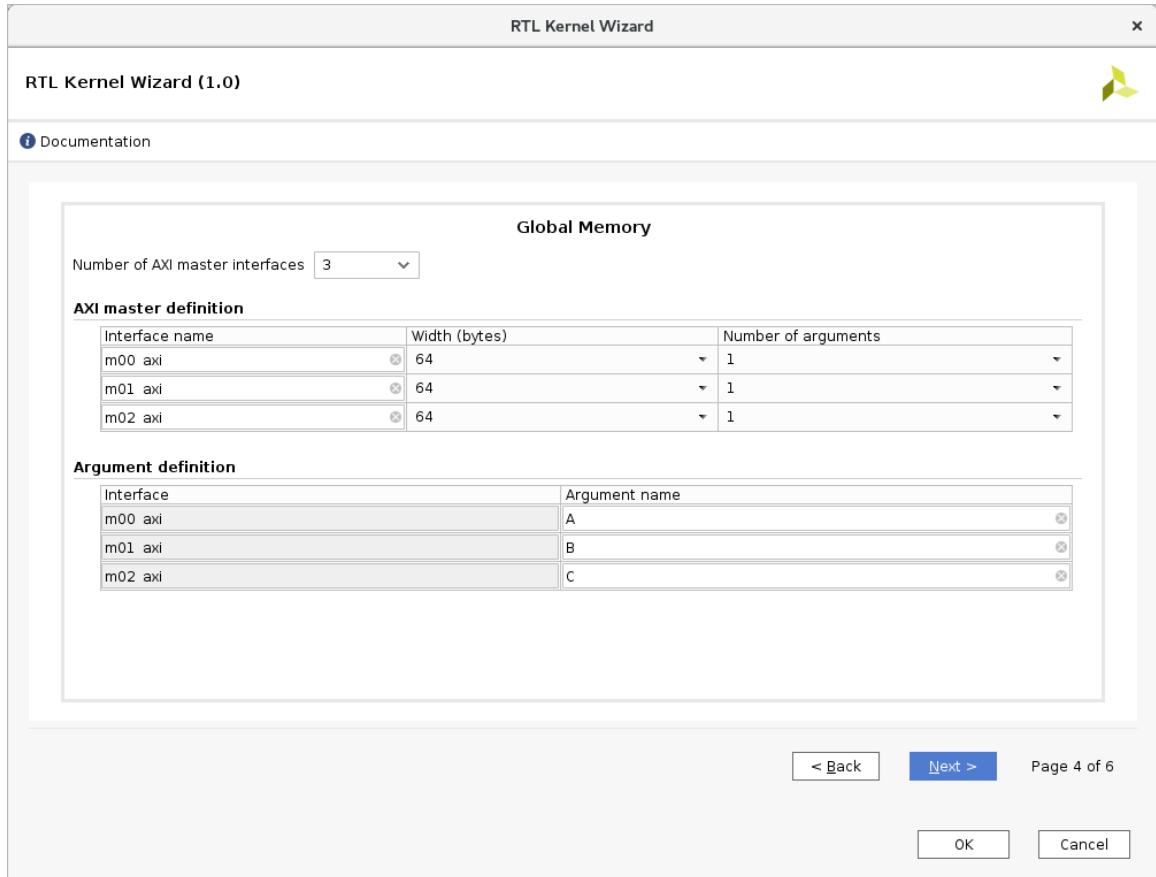 RTL Kernel Wizard
RTL Kernel Wizard (1.0)
Documentation
Global Memory
Number of AXI master interfaces 3
AXI master definition
Interface name Width (bytes) Number of arguments
m00 axi 64 1
m01 axi 64 1
m02 axi 64 1
Argument definition
Interface Argument name
m00 axi A
m01 axi B
m02 axi C
< Back Next > Page 4 of 6
OK Cancel